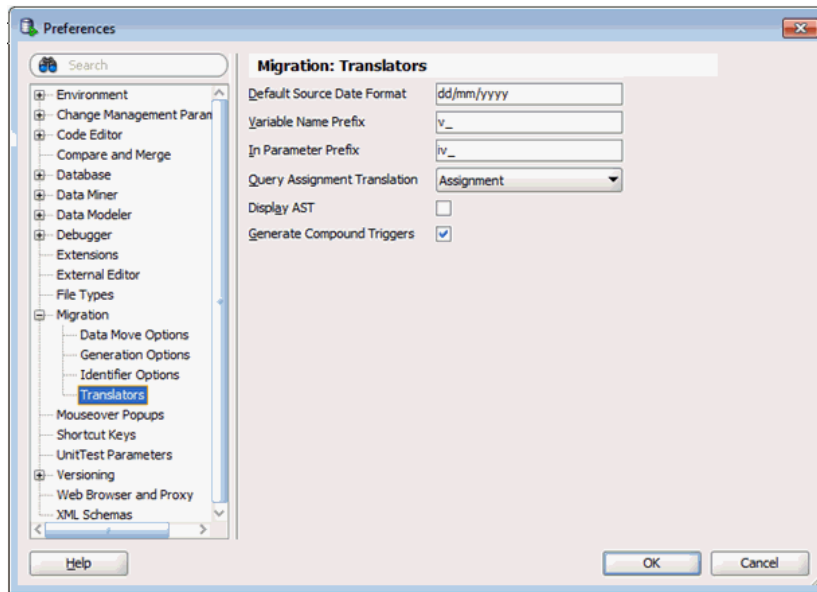 Preferences
Search
Environment
Change Management Param
Code Editor
Compare and Merge
Database
Data Miner
Data Modeler
Debugger
Extensions
External Editor
File Types
Migration
Data Move Options
Generation Options
Identifier Options
Translators
Mouseover Popups
Shortcut Keys
UnitTest Parameters
Versioning
Web Browser and Proxy
XML Schemas
Migration: Translators
Default Source Date Format dd/mm/yyyy
Variable Name Prefix v_
In Parameter Prefix iv_
Query Assignment Translation Assignment
Display AST
Generate Compound Triggers
Help OK Cancel